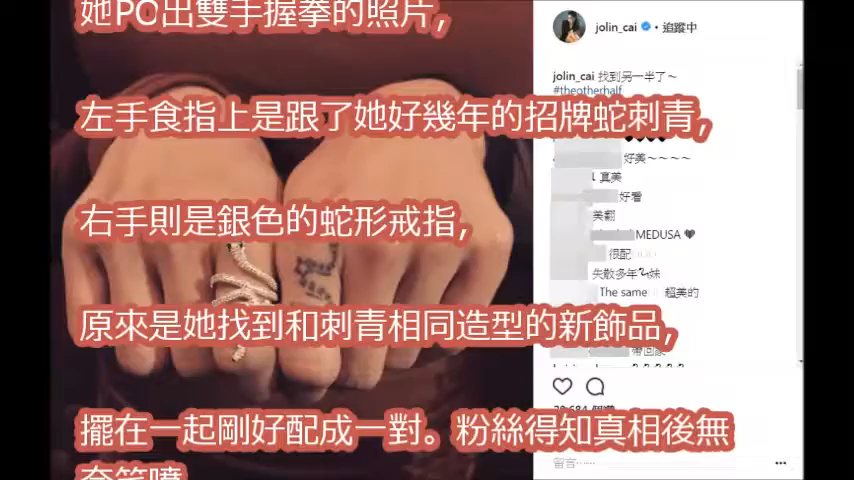 她PO出雙手握拳的照片，
左手食指上是跟了她好幾年的招牌蛇刺青，
右手則是銀色的蛇形戒指，
原來是她找到和刺青相同造型的新飾品，
擺在一起剛好配成一對。粉絲得知真相後無
jolin_cai • 追蹤中
jolin_cai 找到另一半了～
#theotherhalf
好美～～～～
真美
好看
美翻
MEDUSA
很配
失散多年 妹
The same 超美的
帶回家
留言……